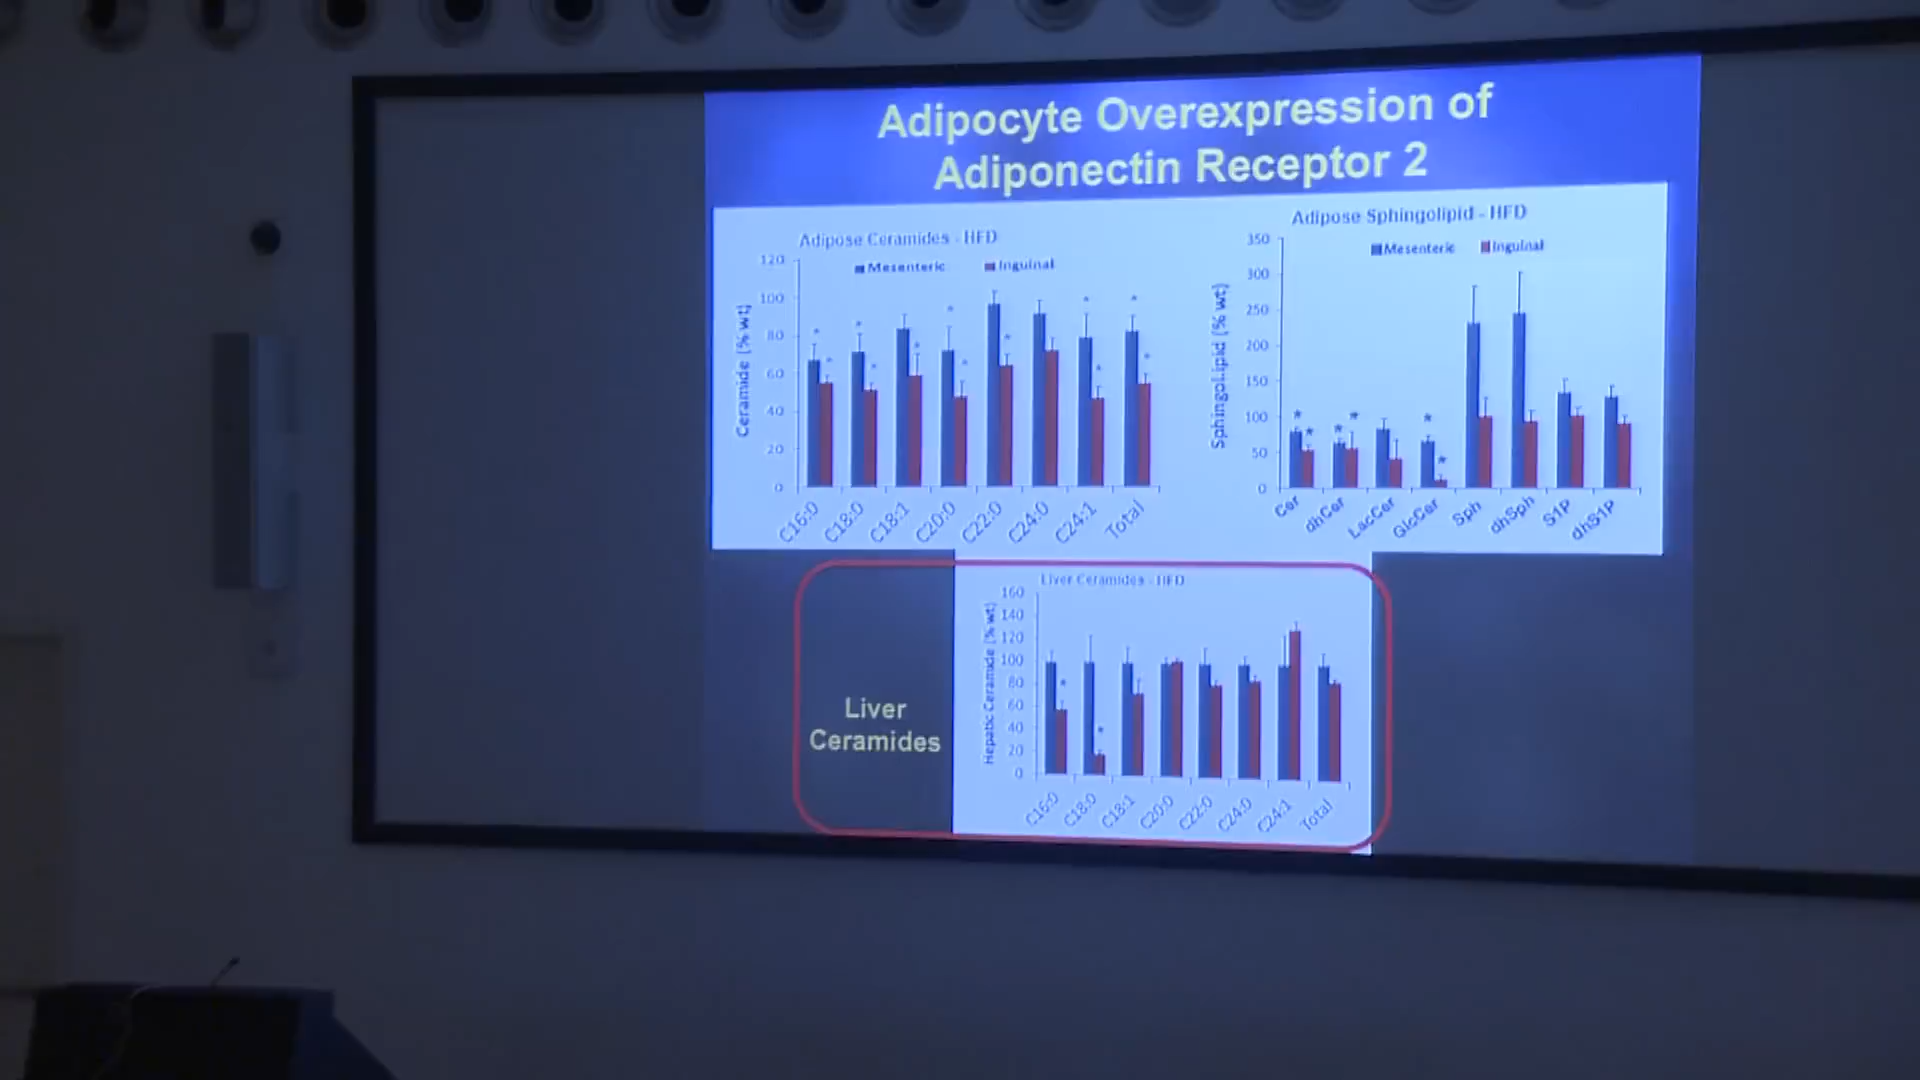 Adipocyte Overexpression of
Adiponectin Receptor 2
Adipose Ceramides - HFD
Mesenteric
Inguinal
Ceramide (% wt)
120
100
80
60
40
20
0
C16:0
C18:0
C18:1
C20:0
C22:0
C24:0
C24:1
Total
Adipose Sphingolipid - HFD
Mesenteric
Inguinal
SphingoLipid (% wt)
350
300
250
200
150
100
50
0
Cer
dhCer
LacCer
GlcCer
Sph
dhSph
S1P
dhS1P
Liver
Ceramides
Liver Ceramides - HFD
Hepatic Ceramide (% wt)
160
140
120
100
80
60
40
20
0
C16:0
C18:0
C18:1
C20:0
C22:0
C24:0
C24:1
Total